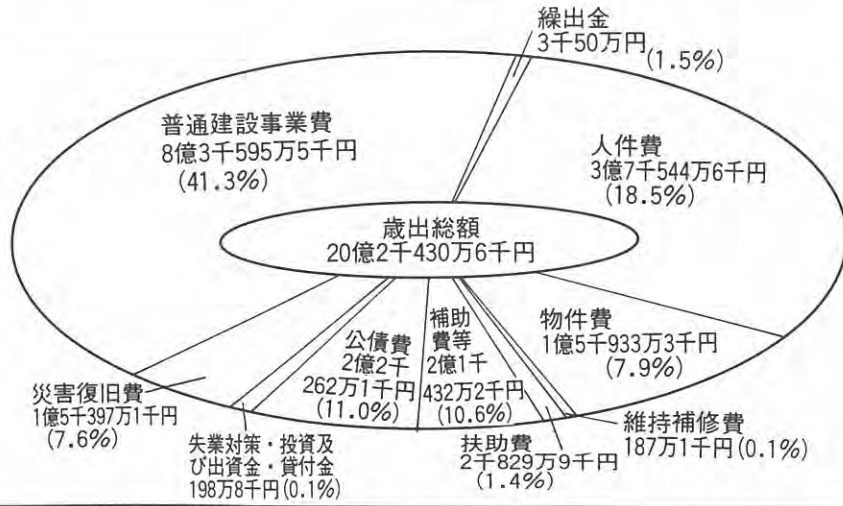 繰出金
3千50万円
(1.5%)
普通建設事業費
8億3千595万5千円
(41.3%)
人件費
3億7千544万6千円
(18.5%)
歳出総額
20億2千430万6千円
物件費
1億5千933万3千円
(7.9%)
補助
費等
2億1千
432万2千円
(10.6%)
公債費
2億2千
262万1千円
(11.0%)
災害復旧費
1億5千397万1千円
(7.6%)
失業対策・投資及
び出資金・貸付金
198万8千円(0.1%)
扶助費
2千829万9千円
(1.4%)
維持補修費
187万1千円(0.1%)